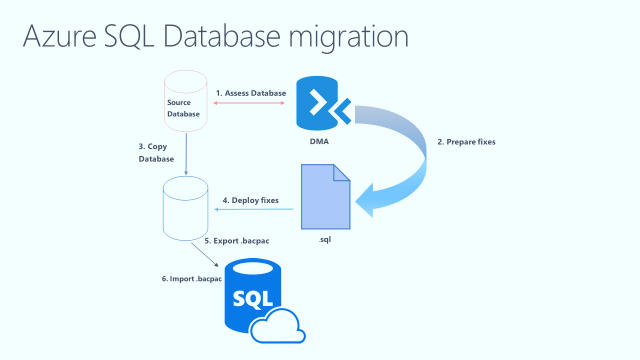 Azure SQL Database migration
Source
Database
1. Assess Database
DMA
2. Prepare fixes
3. Copy
Database
4. Deploy fixes
.sql
5. Export .bacpac
6. Import .bacpac
SQL